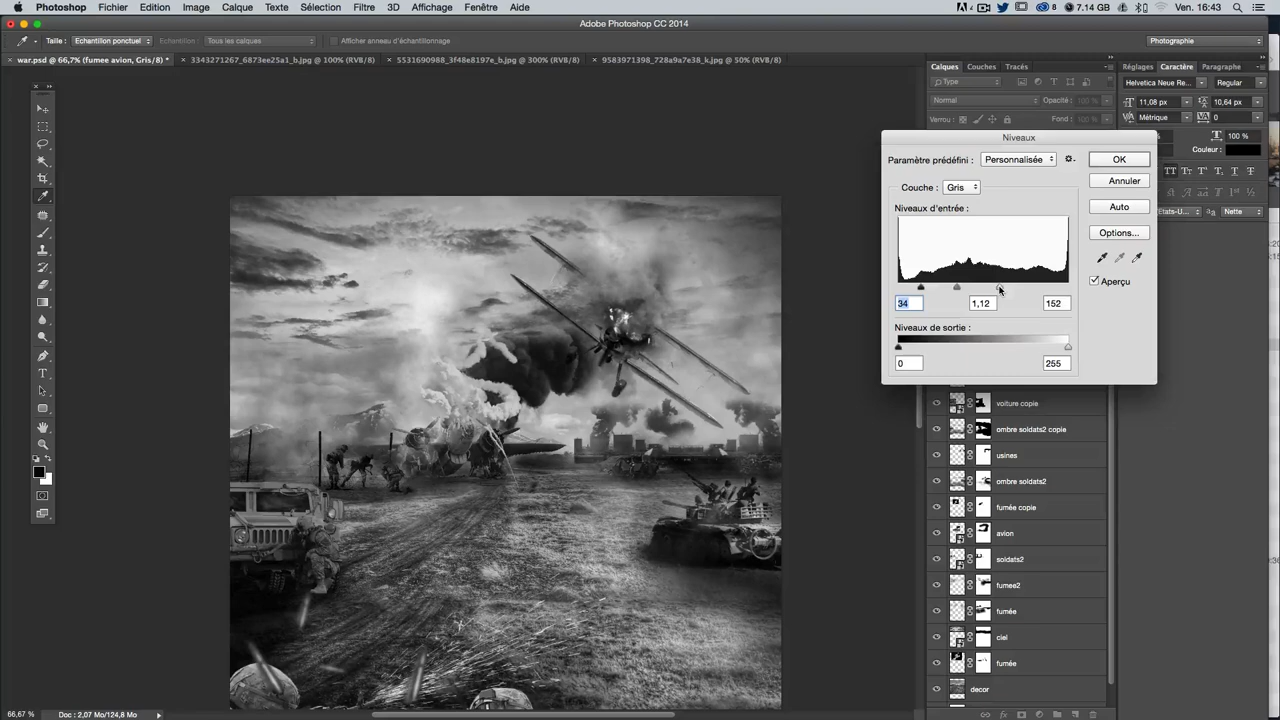 Photoshop Fichier Edition Image Calque Texte Sélection Filtre 3D Affichage Fenêtre Aide 8 7.14 GB Ven. 16:43
Adobe Photoshop CC 2014
Taille : Echantillon ponctuel Echantillon : Tous les calques Afficher anneau d'échantillonnage Photographie
war.psd @ 66,7% (fumee avion, Gris/8) * 3343271267_6873ee25a1_b.jpg @ 100% (RVB/8) 5531690988_3f48e8197e_b.jpg @ 300% (RVB/8) 9583971398_728a9a7e38_k.jpg @ 50% (RVB/8)
Calques Couches Tracés Réglages Caractère Paragraphe
Type Helvetica Neue Re... Regular
Normal Opacité : 100 % 11,08 px 10,64 px
Verrou : Fond : 100 % Métrique 0
Niveaux
% 100 %
Couleur :
Paramètre prédéfini : Personnalisée OK
Annuler
Couche : Gris
Auto
Niveaux d'entrée :
États-U... Nette
Options...
Aperçu
34 1,12 152
Niveaux de sortie :
0 255
voiture copie
ombre soldats2 copie
usines
ombre soldats2
fumée copie
avion
soldats2
fumee2
fumée
ciel
fumée
decor
66,67 % Doc : 2,07 Mo/124,8 Mo